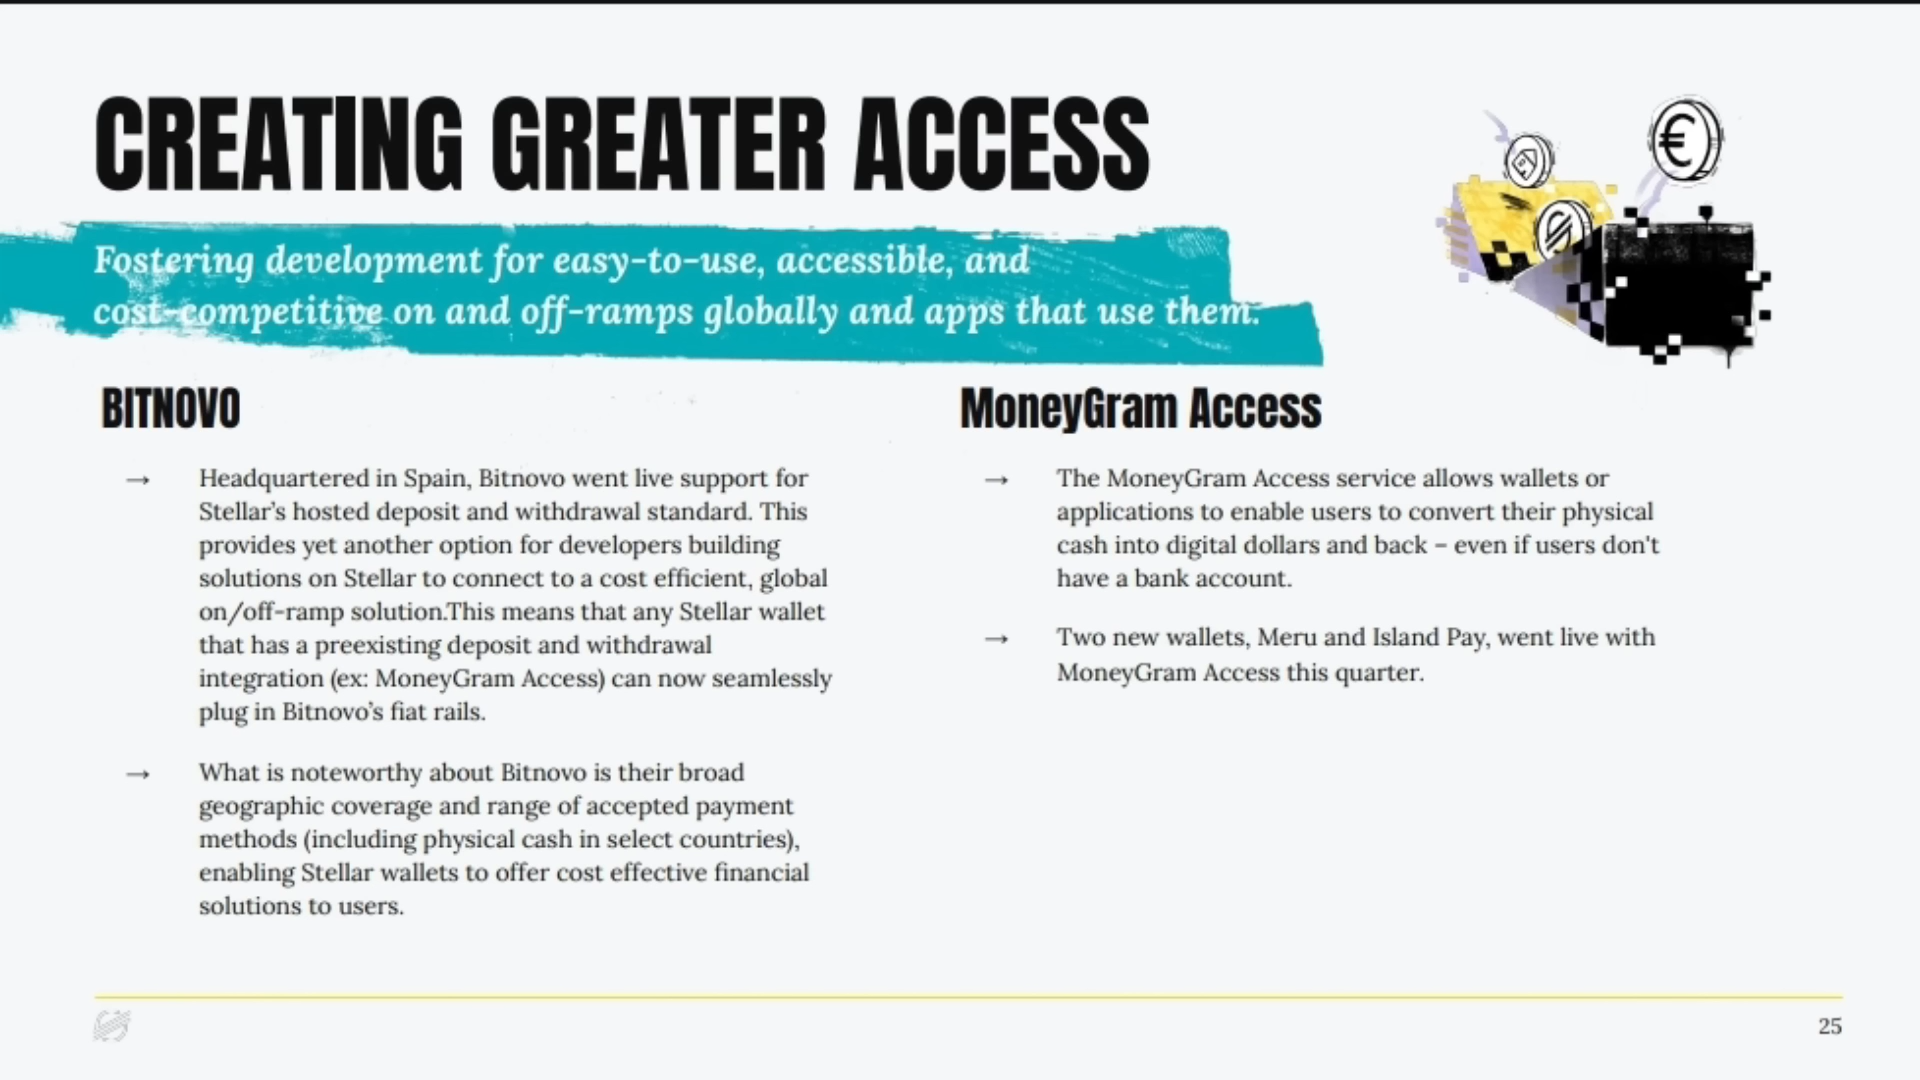 CREATING GREATER ACCESS
Fostering development for easy-to-use, accessible, and
cost-competitive on and off-ramps globally and apps that use them.
BITNOVO
→ Headquartered in Spain, Bitnovo went live support for
Stellar’s hosted deposit and withdrawal standard. This
provides yet another option for developers building
solutions on Stellar to connect to a cost efficient, global
on/off-ramp solution.This means that any Stellar wallet
that has a preexisting deposit and withdrawal
integration (ex: MoneyGram Access) can now seamlessly
plug in Bitnovo’s fiat rails.
→ What is noteworthy about Bitnovo is their broad
geographic coverage and range of accepted payment
methods (including physical cash in select countries),
enabling Stellar wallets to offer cost effective financial
solutions to users.
MoneyGram Access
→ The MoneyGram Access service allows wallets or
applications to enable users to convert their physical
cash into digital dollars and back – even if users don't
have a bank account.
→ Two new wallets, Meru and Island Pay, went live with
MoneyGram Access this quarter.
€
25